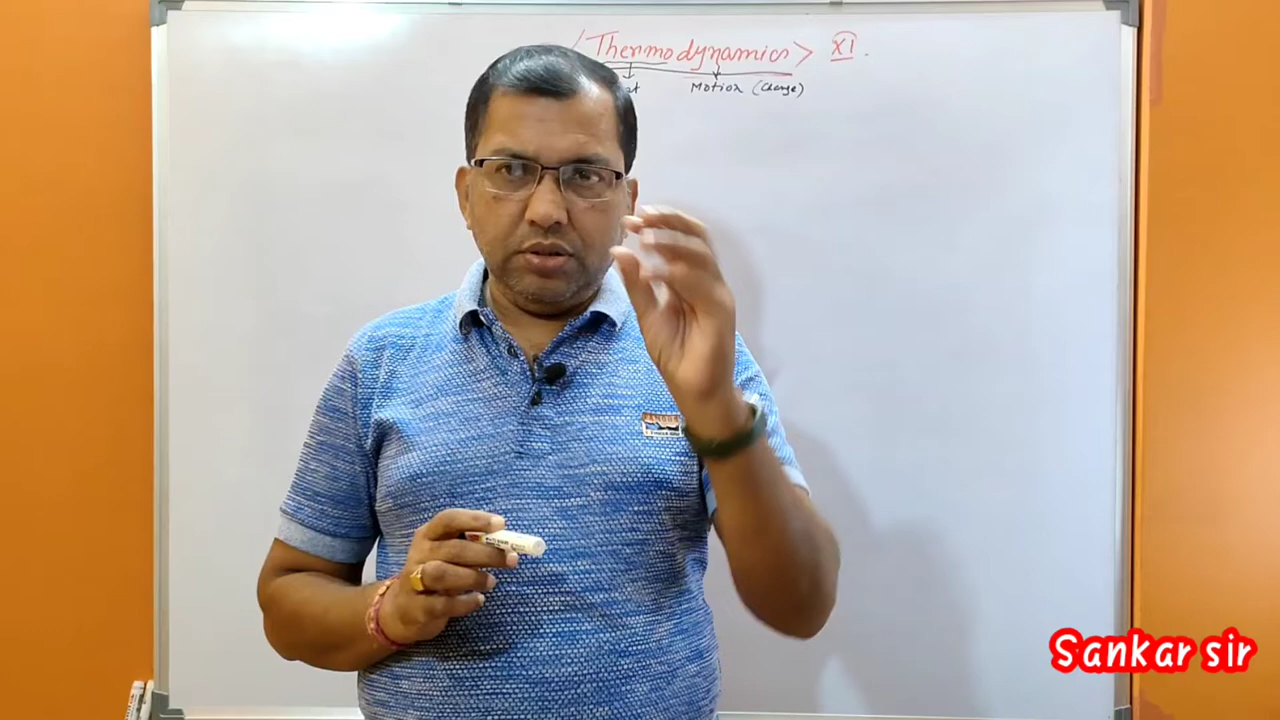 Thermodynamics > XI.
Motion (Change)
Sankar sir